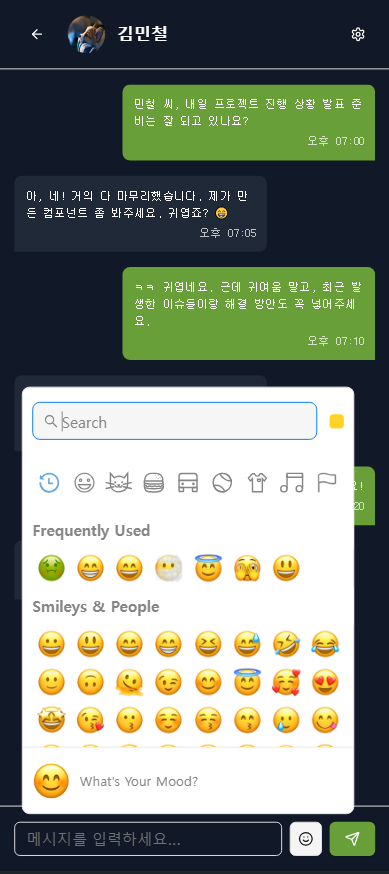 김민철
민철 씨, 내일 프로젝트 진행 상황 발표 준
비는 잘 되고 있나요?
오후 07:00
아, 네! 거의 다 마무리했습니다. 제가 만
든 컴포넌트 좀 봐주세요. 귀엽죠? 😁
오후 07:05
ㅋㅋ 귀엽네요. 근데 귀여움 말고, 최근 발
생한 이슈들이랑 해결 방안도 꼭 넣어주세
요.
오후 07:10
Search
요!
20
Frequently Used
Smileys & People
What's Your Mood?
메시지를 입력하세요...